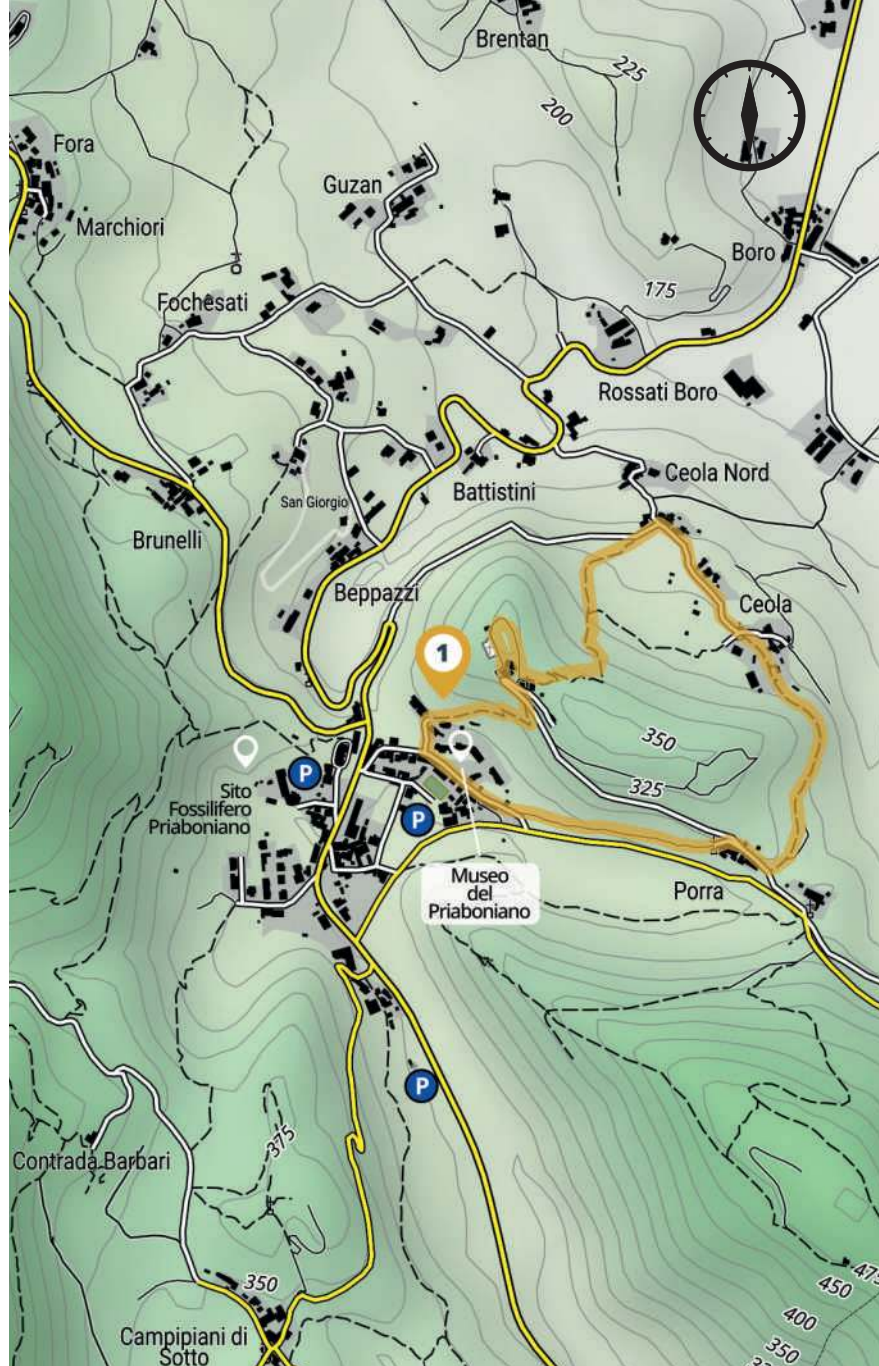 Brentan
225
200
Fora
Guzan
Marchiori
Boro
175
Fochesati
Rossati Boro
Ceola Nord
Battistini
San Giorgio
Brunelli
Beppazzi
Ceola
1
350
325
P
Sito
Fossilifero
Priaboniano
P
Museo
del
Priaboniano
Porra
P
375
Contrada Barbari
350
475
450
400
350
Campipiani di
Sotto